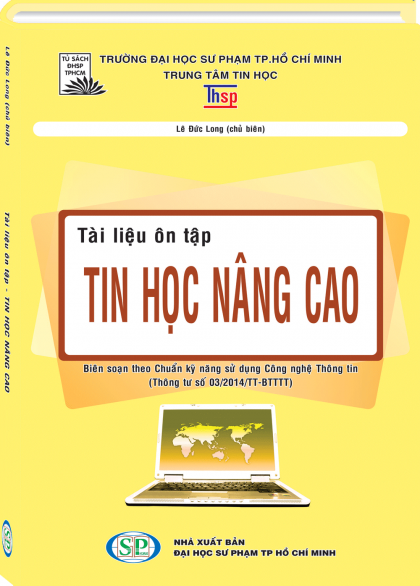 Lê Đức Long (chủ biên)
Tài liệu ôn tập - TIN HỌC NÂNG CAO
TỦ SÁCH
ĐHSP
TPHCM
TRƯỜNG ĐẠI HỌC SƯ PHẠM TP.HỒ CHÍ MINH
TRUNG TÂM TIN HỌC
Thsp
Lê Đức Long (chủ biên)
Tài liệu ôn tập
TIN HỌC NÂNG CAO
Biên soạn theo Chuẩn kỹ năng sử dụng Công nghệ Thông tin
(Thông tư số 03/2014/TT-BTTTT)
SP
NHÀ XUẤT BẢN
ĐẠI HỌC SƯ PHẠM TP HỒ CHÍ MINH